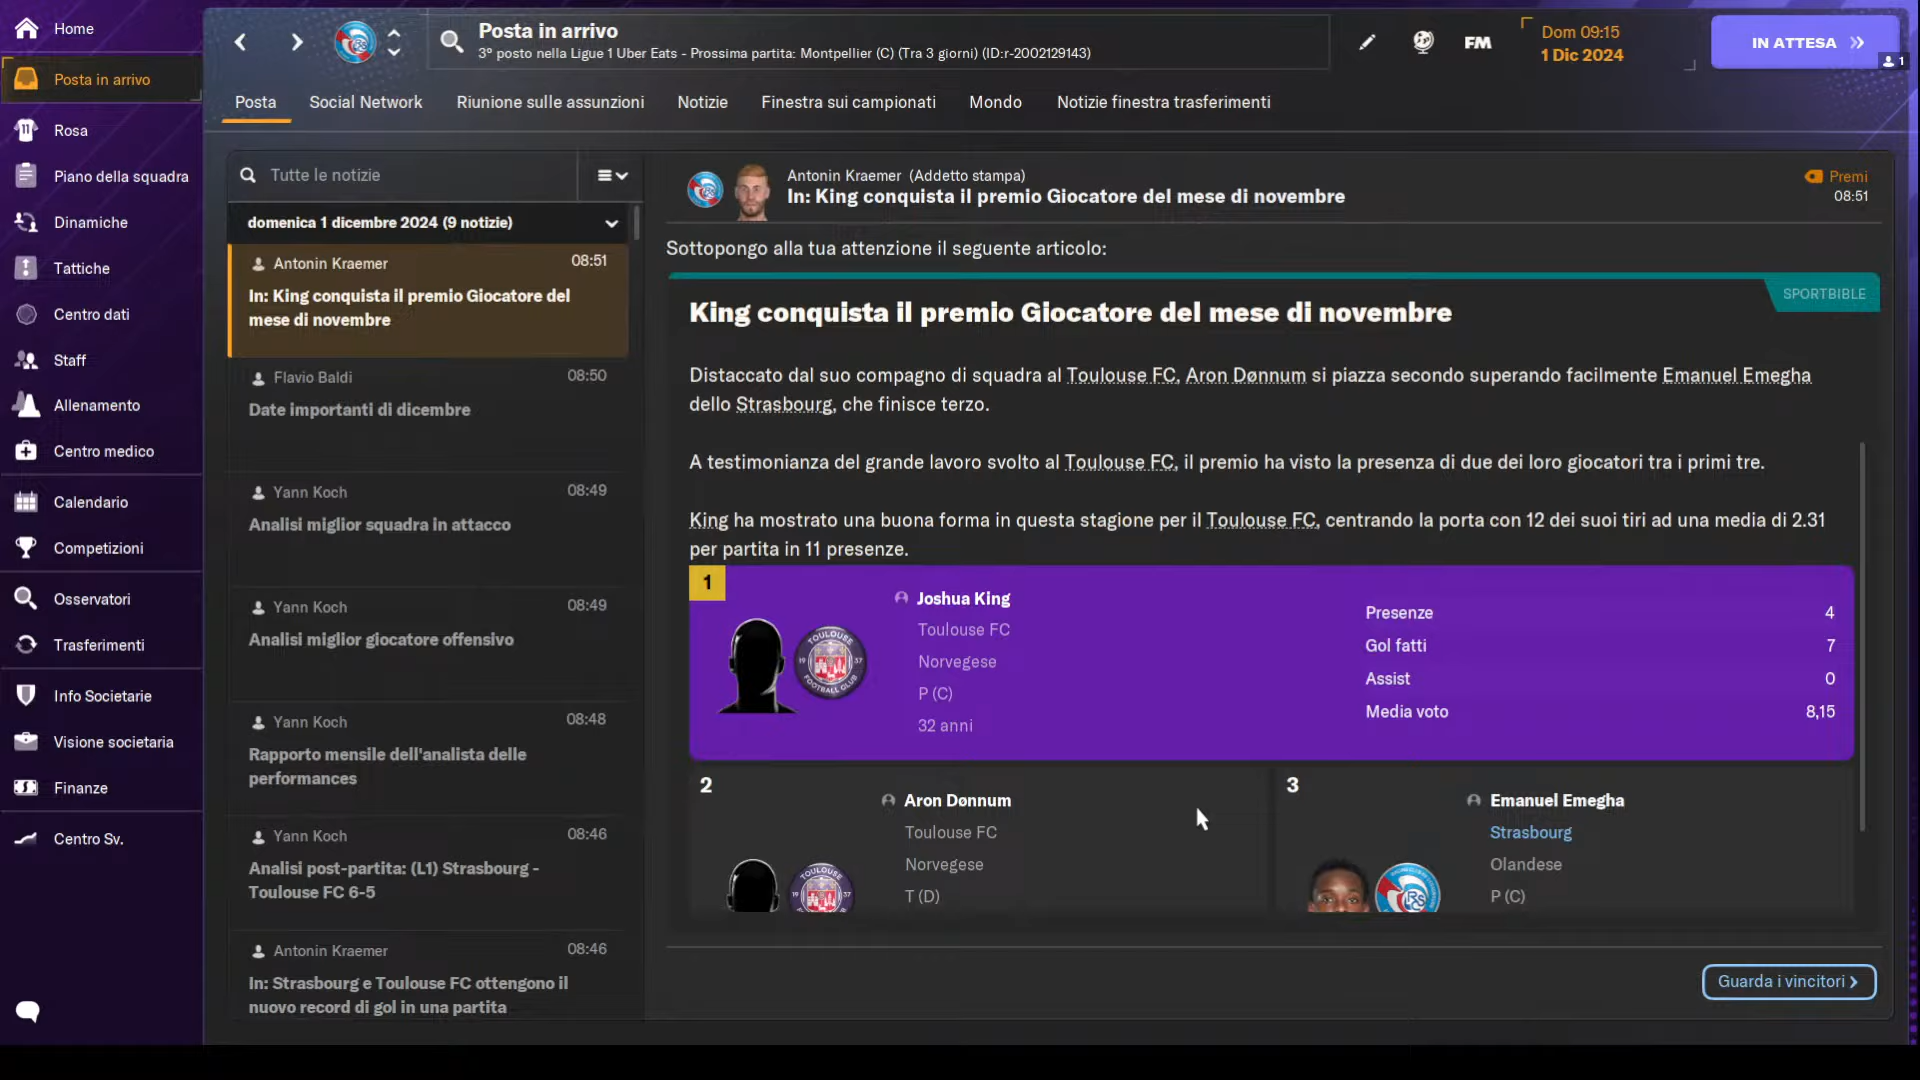 Home
Posta in arrivo
Rosa
Piano della squadra
Dinamiche
Tattiche
Centro dati
Staff
Allenamento
Centro medico
Calendario
Competizioni
Osservatori
Trasferimenti
Info Societarie
Visione societaria
Finanze
Centro Sv.
Posta in arrivo
3º posto nella Ligue 1 Uber Eats - Prossima partita: Montpellier (C) (Tra 3 giorni) (ID:r-2002129143)
FM
Dom 09:15
1 Dic 2024
IN ATTESA
1
Posta Social Network Riunione sulle assunzioni Notizie Finestra sui campionati Mondo Notizie finestra trasferimenti
Tutte le notizie
domenica 1 dicembre 2024 (9 notizie)
Antonin Kraemer 08:51
In: King conquista il premio Giocatore del
mese di novembre
Flavio Baldi 08:50
Date importanti di dicembre
Yann Koch 08:49
Analisi miglior squadra in attacco
Yann Koch 08:49
Analisi miglior giocatore offensivo
Yann Koch 08:48
Rapporto mensile dell'analista delle
performances
Yann Koch 08:46
Analisi post-partita: (L1) Strasbourg -
Toulouse FC 6-5
Antonin Kraemer 08:46
In: Strasbourg e Toulouse FC ottengono il
nuovo record di gol in una partita
Antonin Kraemer (Addetto stampa)
In: King conquista il premio Giocatore del mese di novembre
Premi
08:51
Sottopongo alla tua attenzione il seguente articolo:
SPORTBIBLE
King conquista il premio Giocatore del mese di novembre
Distaccato dal suo compagno di squadra al Toulouse FC, Aron Dønnum si piazza secondo superando facilmente Emanuel Emegha
dello Strasbourg, che finisce terzo.
A testimonianza del grande lavoro svolto al Toulouse FC, il premio ha visto la presenza di due dei loro giocatori tra i primi tre.
King ha mostrato una buona forma in questa stagione per il Toulouse FC, centrando la porta con 12 dei suoi tiri ad una media di 2.31
per partita in 11 presenze.
1
TOULOUSE
19 37
FOOTBALL CLUB
Joshua King
Toulouse FC
Norvegese
P (C)
32 anni
Presenze 4
Gol fatti 7
Assist 0
Media voto 8,15
2
Aron Dønnum
Toulouse FC
Norvegese
T (D)
TOULOUSE
19 37
3
Emanuel Emegha
Strasbourg
Olandese
P (C)
Guarda i vincitori